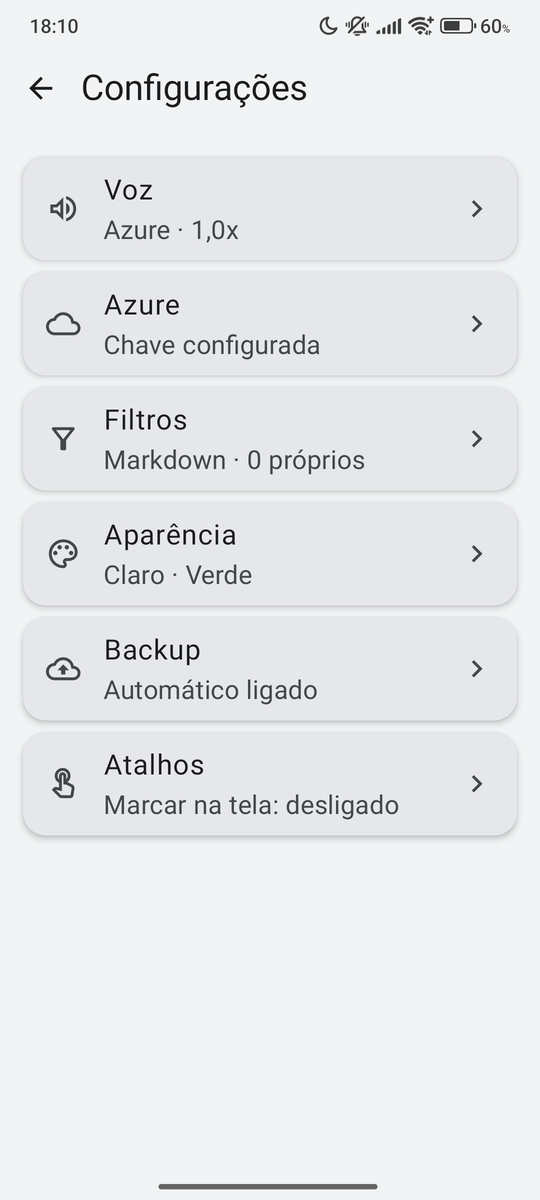 18:10
60%
Configurações
Voz
Azure · 1,0x
Azure
Chave configurada
Filtros
Markdown · 0 próprios
Aparência
Claro · Verde
Backup
Automático ligado
Atalhos
Marcar na tela: desligado